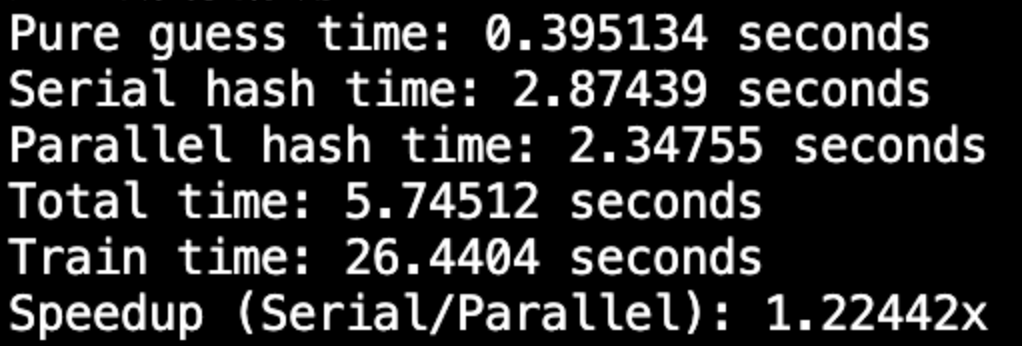 Pure guess time: 0.395134 seconds
Serial hash time: 2.87439 seconds
Parallel hash time: 2.34755 seconds
Total time: 5.74512 seconds
Train time: 26.4404 seconds
Speedup (Serial/Parallel): 1.22442x